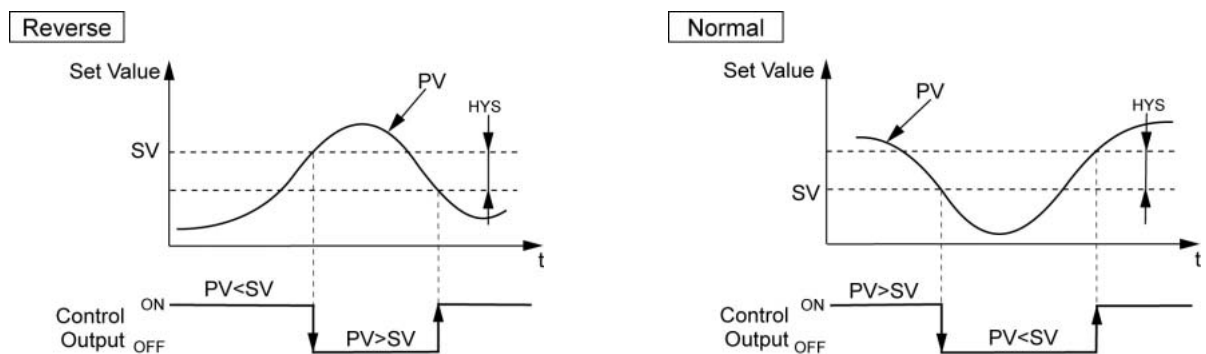 Reverse
Set Value
PV
HYS
SV
t
PV<SV
ON
Control
Output
OFF
PV>SV
Normal
Set Value
PV
HYS
SV
t
PV>SV
ON
Control
Output
OFF
PV<SV